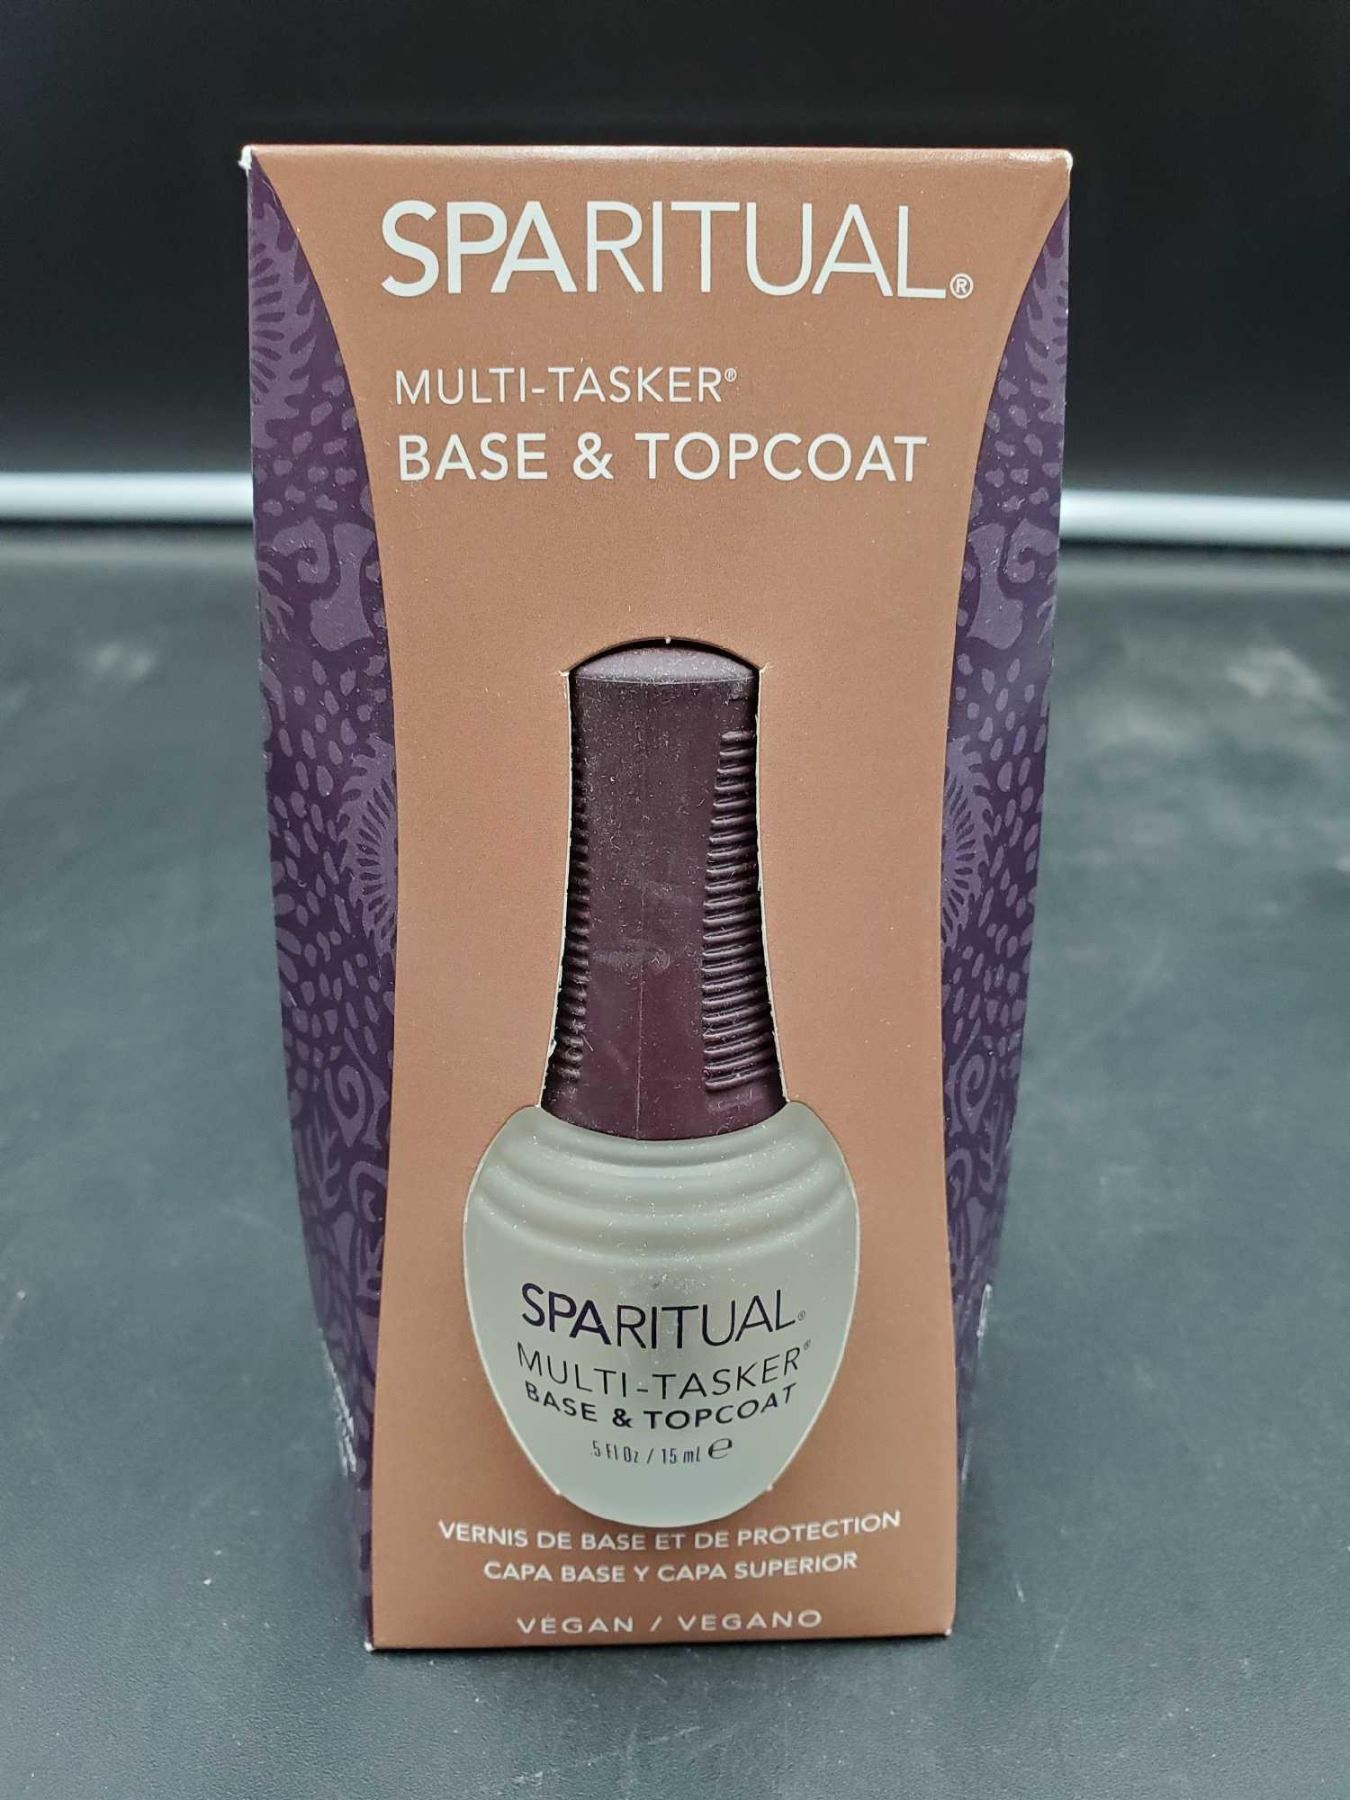 SPARITUAL®
MULTI-TASKER®
BASE & TOPCOAT
SPARITUAL®
MULTI-TASKER®
BASE & TOPCOAT
.5 Fl Oz / 15 ml ℮
VERNIS DE BASE ET DE PROTECTION
CAPA BASE Y CAPA SUPERIOR
VÉGAN / VEGANO